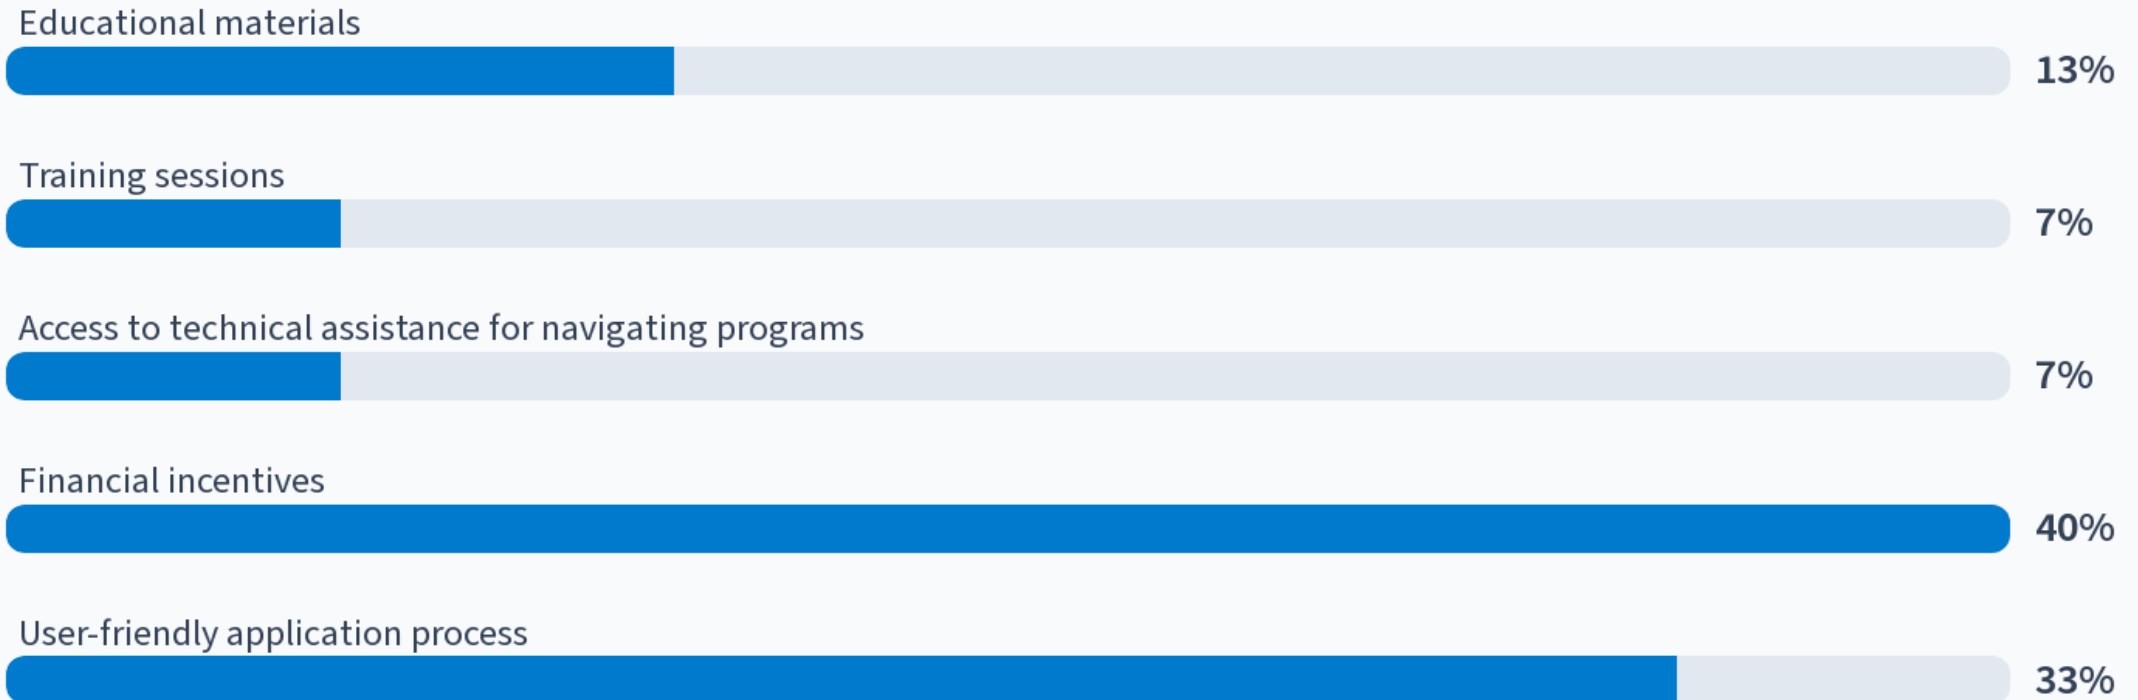 Educational materials
13%
Training sessions
7%
Access to technical assistance for navigating programs
7%
Financial incentives
40%
User-friendly application process
33%